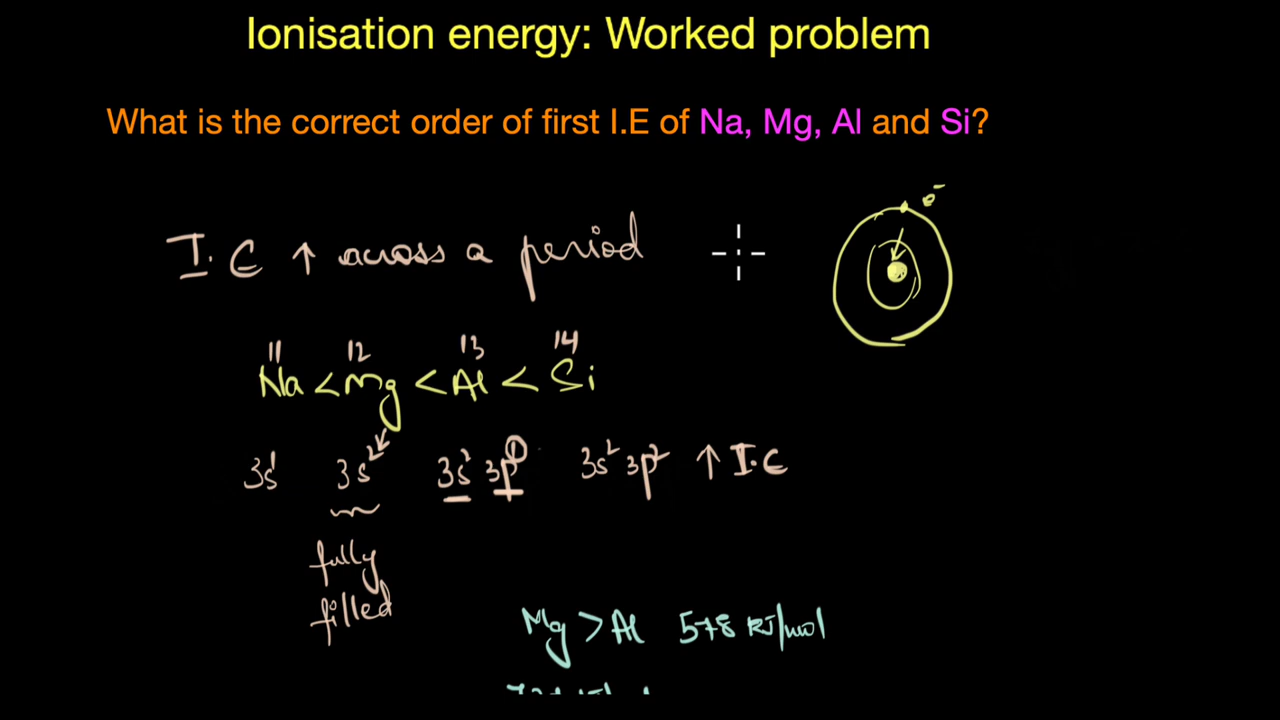 Ionisation energy: Worked problem
What is the correct order of first I.E of Na, Mg, Al and Si?
e⁻
I.E ↑ across a period
11 12 13 14
Na < Mg < Al < Si
3s¹ 3s² 3s² 3p¹ 3s² 3p² ↑ I.E
fully
filled
Mg > Al 578 kJ/mol